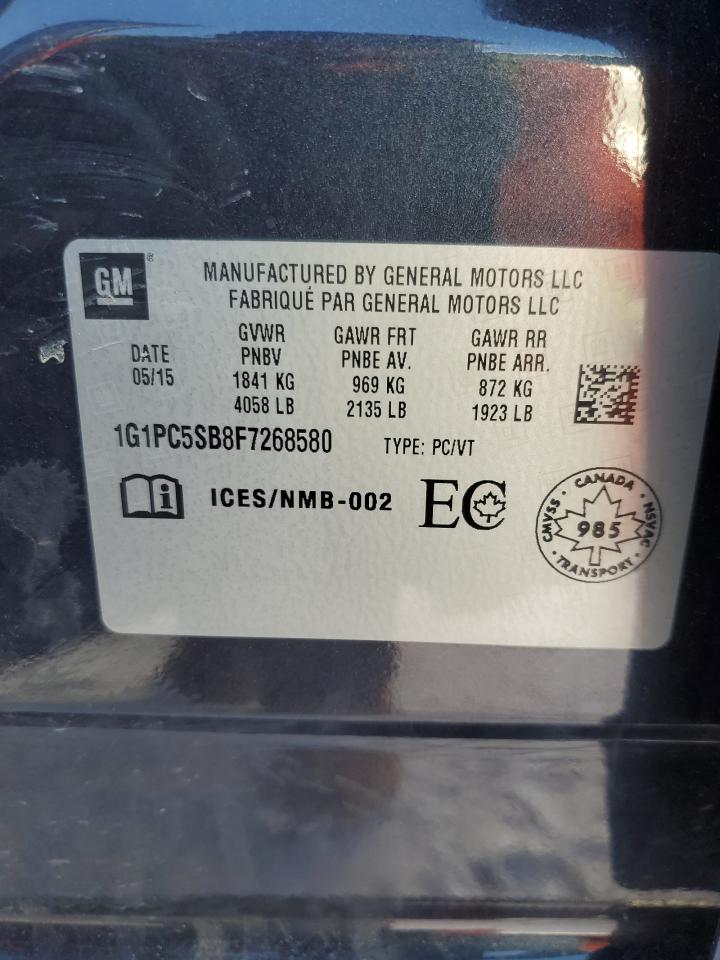 GM ®
MANUFACTURED BY GENERAL MOTORS LLC
FABRIQUÉ PAR GENERAL MOTORS LLC
DATE
05/15
GVWR
PNBV
1841 KG
4058 LB
GAWR FRT
PNBE AV.
969 KG
2135 LB
GAWR RR
PNBE ARR.
872 KG
1923 LB
1G1PC5SB8F7268580 TYPE: PC/VT
i ICES/NMB-002 EC
CMVSS • CANADA • NSVAC • TRANSPORT •
985